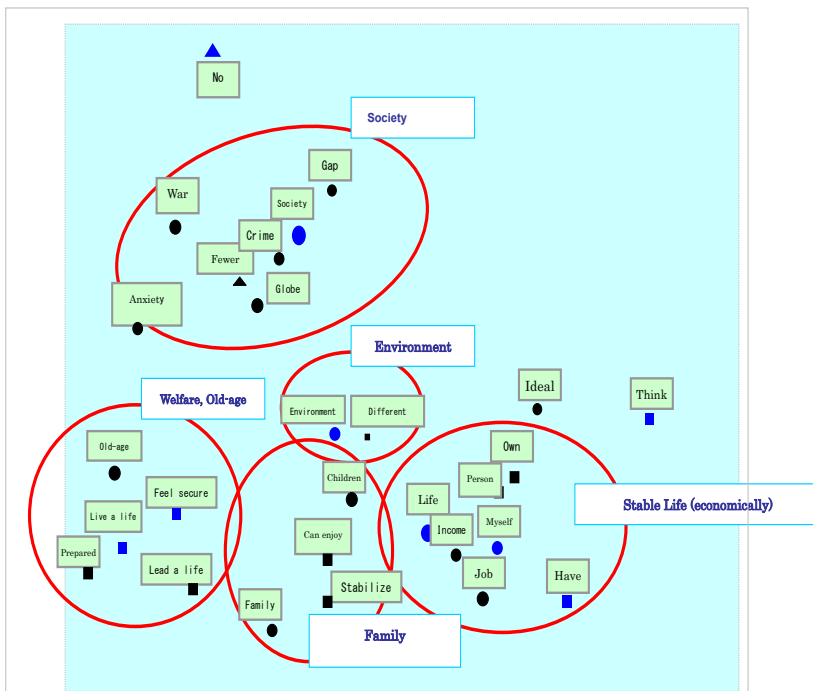 No
Society
Gap
War
Society
Crime
Fewer
Globe
Anxiety
Environment
Welfare, Old-age
Ideal
Think
Environment
Different
Old-age
Own
Children
Person
Feel secure
Life
Stable Life (economically)
Live a life
Income
Myself
Can enjoy
Prepared
Lead a life
Job
Have
Stabilize
Family
Family